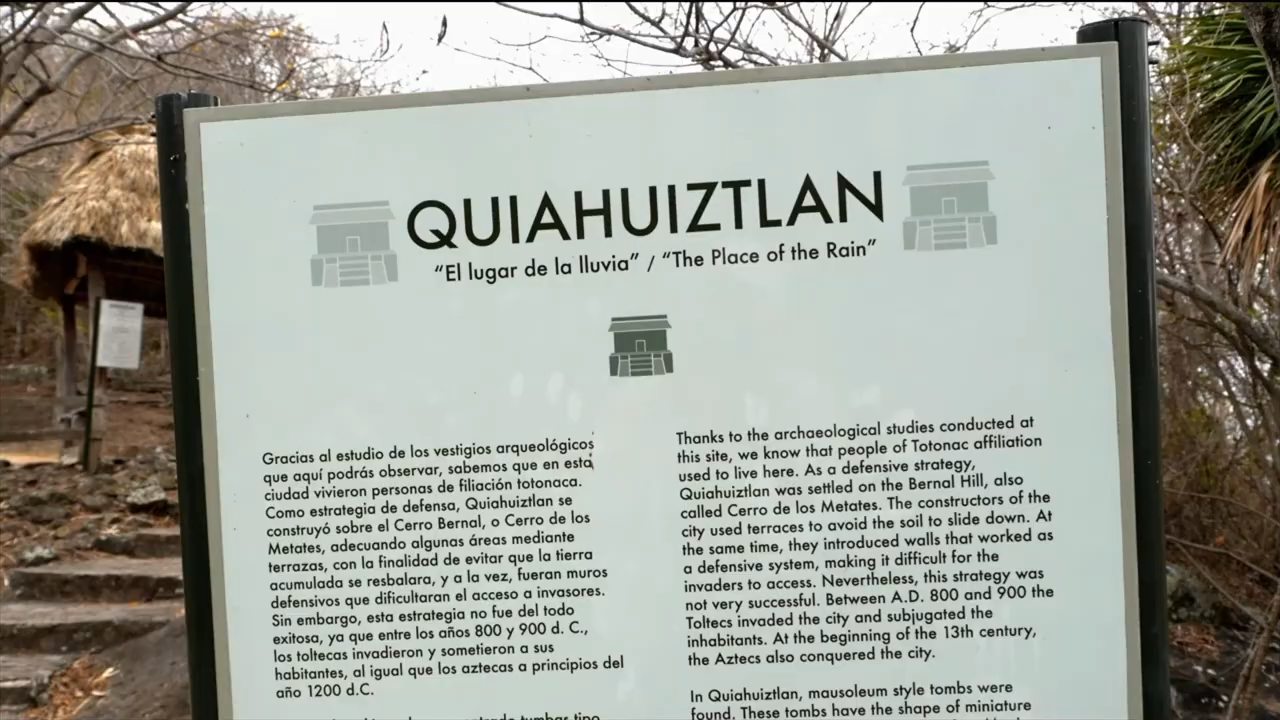 QUIAHUIZTLAN
“El lugar de la lluvia” / “The Place of the Rain”
Gracias al estudio de los vestigios arqueológicos
que aquí podrás observar, sabemos que en esta
ciudad vivieron personas de filiación totonaca.
Como estrategia de defensa, Quiahuiztlan se
construyó sobre el Cerro Bernal, o Cerro de los
Metates, adecuando algunas áreas mediante
terrazas, con la finalidad de evitar que la tierra
acumulada se resbalara, y a la vez, fueran muros
defensivos que dificultaran el acceso a invasores.
Sin embargo, esta estrategia no fue del todo
exitosa, ya que entre los años 800 y 900 d. C.,
los toltecas invadieron y sometieron a sus
habitantes, al igual que los aztecas a principios del
año 1200 d.C.
tumbas tipo
Thanks to the archaeological studies conducted at
this site, we know that people of Totonac affiliation
used to live here. As a defensive strategy,
Quiahuiztlan was settled on the Bernal Hill, also
called Cerro de los Metates. The constructors of the
city used terraces to avoid the soil to slide down. At
the same time, they introduced walls that worked as
a defensive system, making it difficult for the
invaders to access. Nevertheless, this strategy was
not very successful. Between A.D. 800 and 900 the
Toltecs invaded the city and subjugated the
inhabitants. At the beginning of the 13th century,
the Aztecs also conquered the city.
In Quiahuiztlan, mausoleum style tombs were
found. These tombs have the shape of miniature